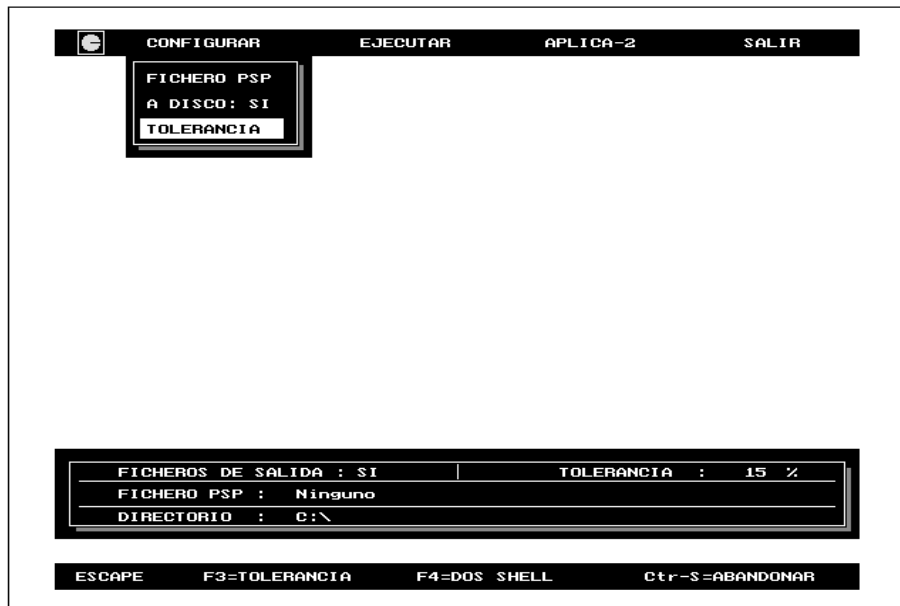 CONFIGURAR EJECUTAR APLICA-2 SALIR
FICHERO PSP
A DISCO: SI
TOLERANCIA
FICHEROS DE SALIDA : SI TOLERANCIA : 15 %
FICHERO PSP : Ninguno
DIRECTORIO : C:\
ESCAPE F3=TOLERANCIA F4=DOS SHELL Ctr-S=ABANDONAR